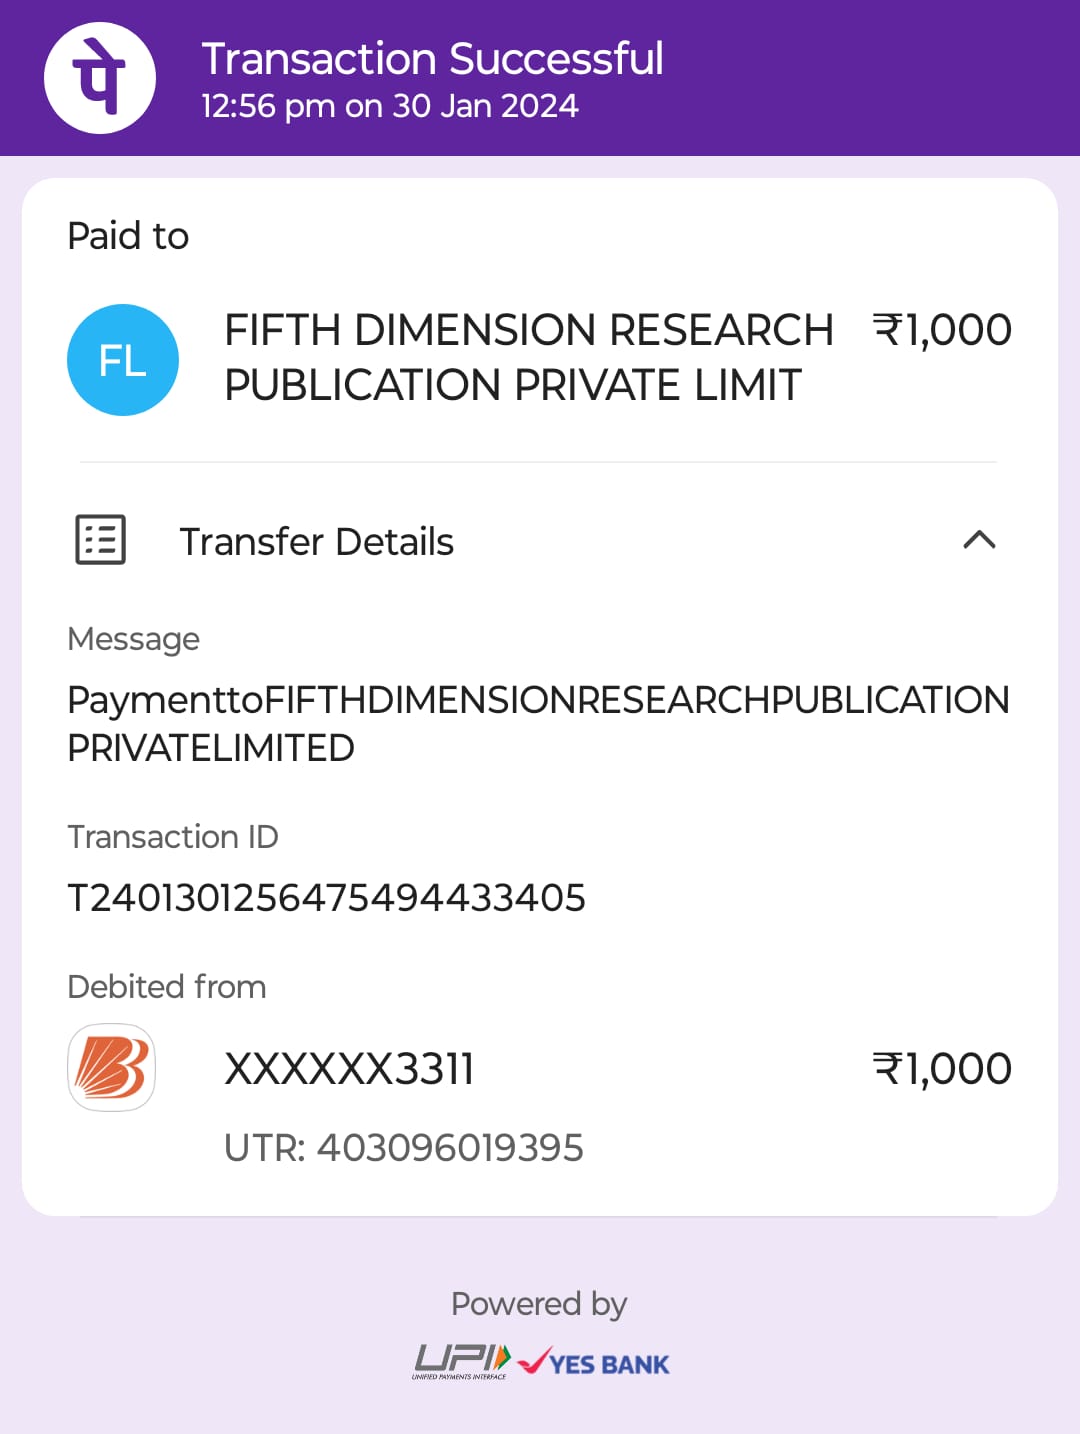 पे
Transaction Successful
12:56 pm on 30 Jan 2024
Paid to
FL
FIFTH DIMENSION RESEARCH ₹1,000
PUBLICATION PRIVATE LIMIT
Transfer Details
Message
PaymenttoFIFTHDIMENSIONRESEARCHPUBLICATION
PRIVATELIMITED
Transaction ID
T2401301256475494433405
Debited from
XXXXXX3311 ₹1,000
UTR: 403096019395
Powered by
UPI YES BANK
UNIFIED PAYMENTS INTERFACE